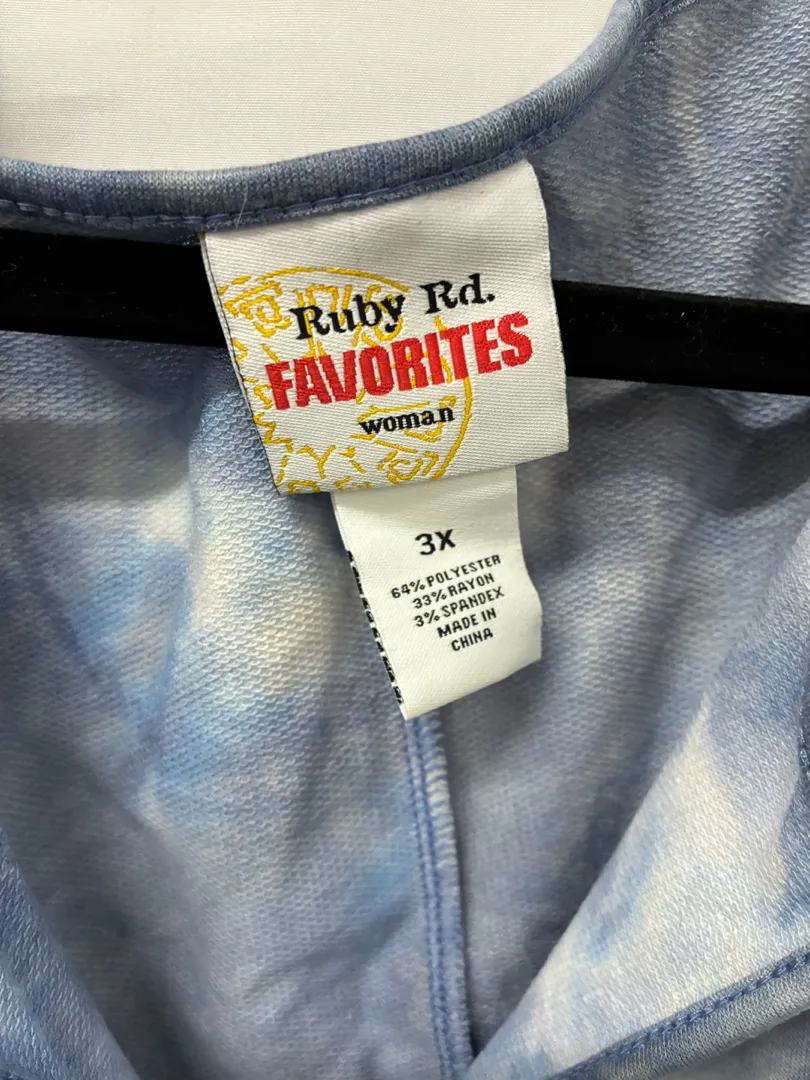 Ruby Rd.
FAVORITES
woman
3X
64% POLYESTER
33% RAYON
3% SPANDEX
MADE IN
CHINA